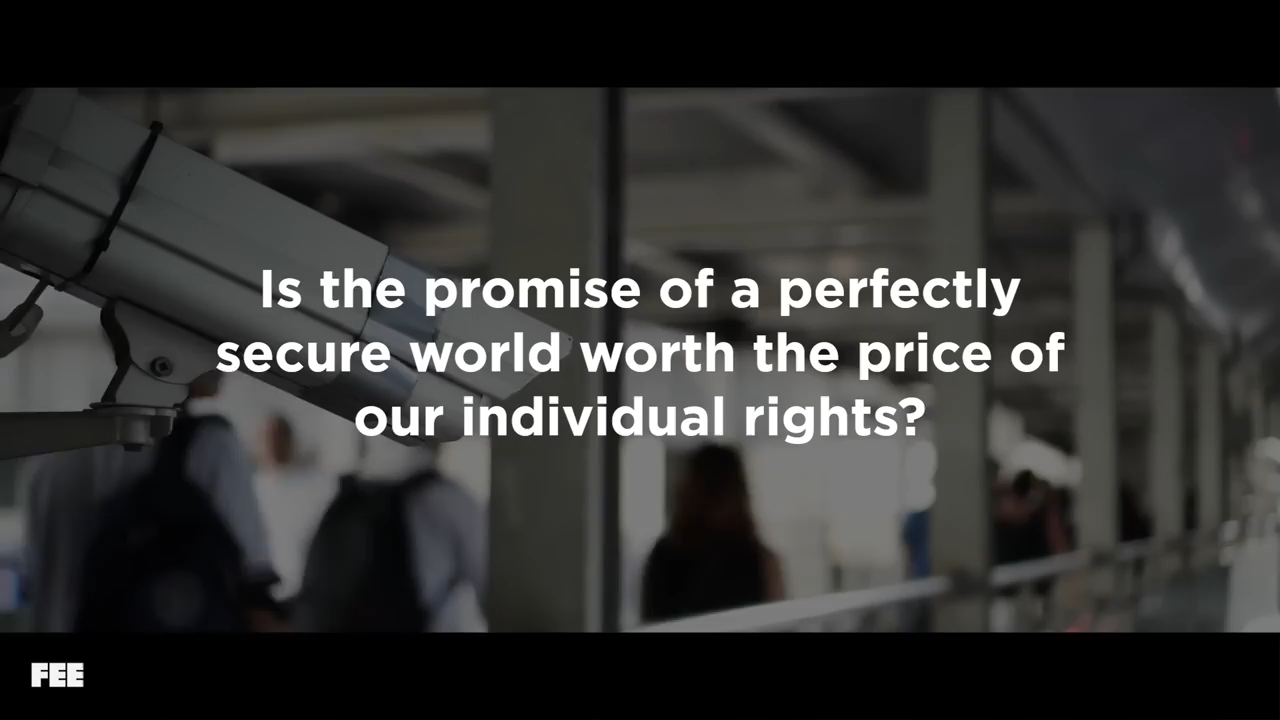 Is the promise of a perfectly
secure world worth the price of
our individual rights?
FEE